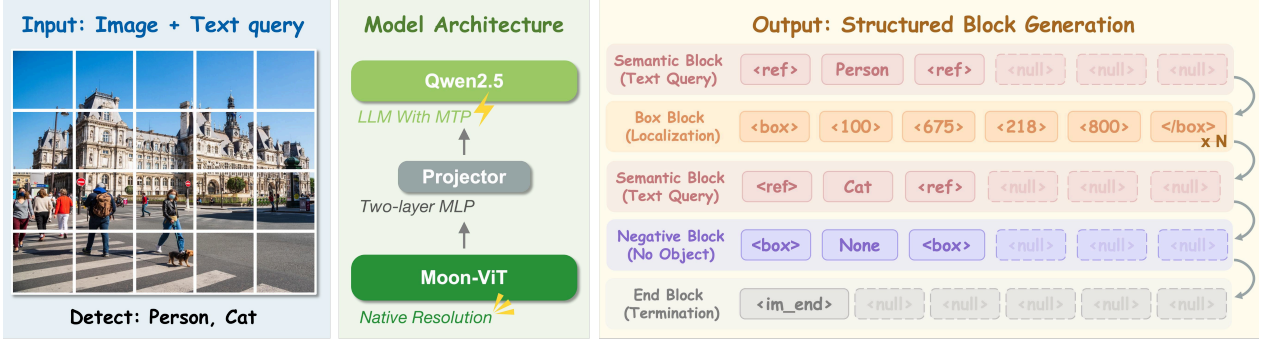 Input: Image + Text query
Detect: Person, Cat
Model Architecture
Qwen2.5
LLM With MTP
Projector
Two-layer MLP
Moon-ViT
Native Resolution
Output: Structured Block Generation
Semantic Block
(Text Query)
<ref> Person <ref> <null> <null> <null>
Box Block
(Localization)
<box> <100> <675> <218> <800> </box>
x N
Semantic Block
(Text Query)
<ref> Cat <ref> <null> <null> <null>
Negative Block
(No Object)
<box> None <box> <null> <null> <null>
End Block
(Termination)
<im_end> <null> <null> <null> <null> <null>